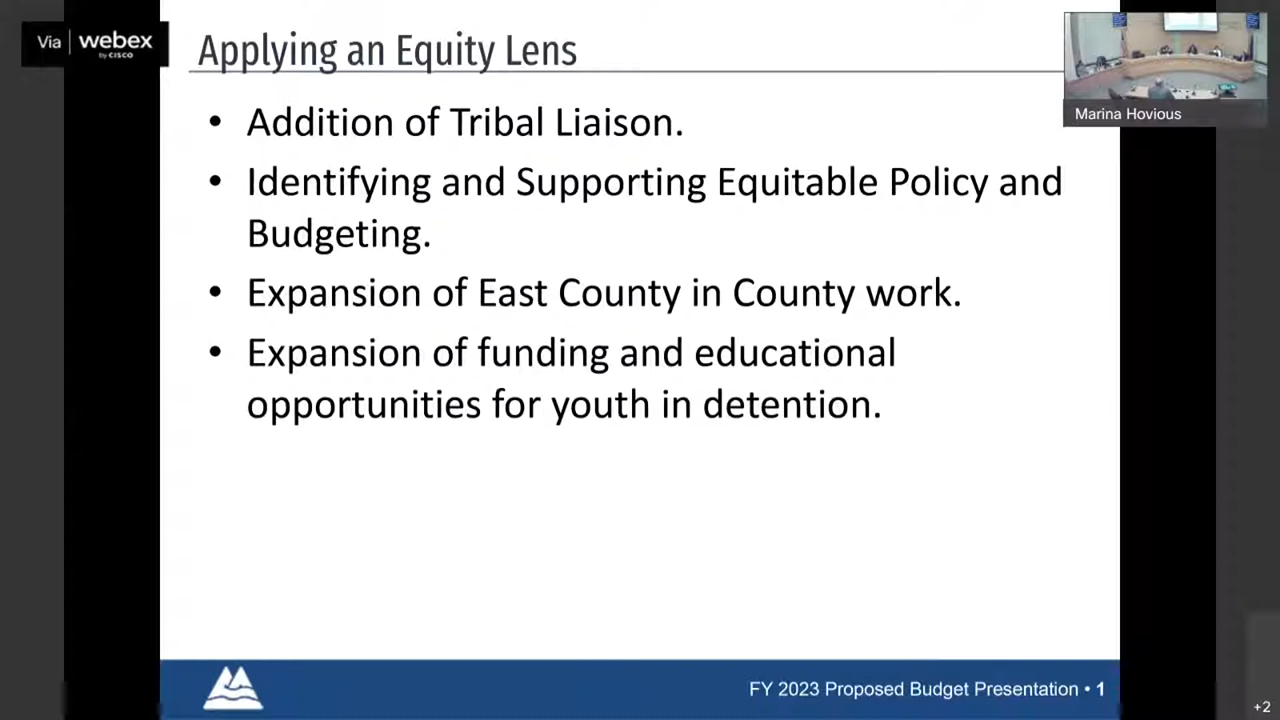 Via webex
by CISCO
Applying an Equity Lens
Marina Hovious
• Addition of Tribal Liaison.
• Identifying and Supporting Equitable Policy and
Budgeting.
• Expansion of East County in County work.
• Expansion of funding and educational
opportunities for youth in detention.
FY 2023 Proposed Budget Presentation • 1
+2